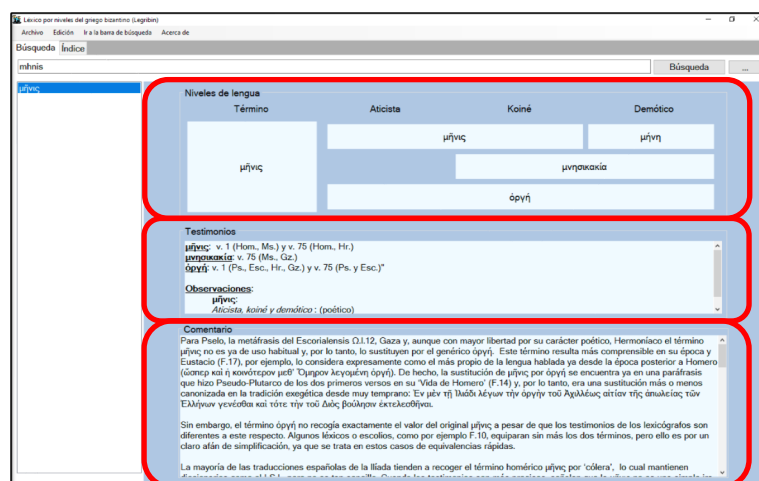 Léxico por niveles del griego bizantino (Legribin)
Archivo Edición Ir a la barra de búsqueda Acerca de
Búsqueda Índice
mhnis Búsqueda ...
μῆνις
Niveles de lengua
Término Aticista Koiné Demótico
μῆνις μήνη
μῆνις μνησικακία
ὀργή
Testimonios
μῆνις: v. 1 (Hom., Ms.) y v. 75 (Hom., Hr.)
μνησικακία: v. 75 (Ms., Gz.)
ὀργή: v. 1 (Ps., Esc., Hr., Gz.) y v. 75 (Ps. y Esc.)"
Observaciones:
μῆνις:
Aticista, koiné y demótico : (poético)
Comentario
Para Pselo, la metáfrasis del Escorialensis Ω.I.12, Gaza y, aunque con mayor libertad por su carácter poético, Hermoníaco el término
μῆνις no es ya de uso habitual y, por lo tanto, lo sustituyen por el genérico ὀργή. Este término resulta más comprensible en su época y
Eustacio (F.17), por ejemplo, lo considera expresamente como el más propio de la lengua hablada ya desde la época posterior a Homero
(ὥσπερ καὶ ἡ κοινότερον μεθ' Ὅμηρον λεγομένη ὀργή). De hecho, la sustitución de μῆνις por ὀργή se encuentra ya en una paráfrasis
que hizo Pseudo-Plutarco de los dos primeros versos en su 'Vida de Homero' (F.14) y, por lo tanto, era una sustitución más o menos
canonizada en la tradición exegética desde muy temprano: Ἐν μὲν τῇ Ἰλιάδι λέγων τὴν ὀργὴν τοῦ Ἀχιλλέως αἰτίαν τῆς ἀπωλείας τῶν
Ἑλλήνων γενέσθαι καὶ τότε τὴν τοῦ Διὸς βούλησιν ἐκτελεσθῆναι.
Sin embargo, el término ὀργή no recogía exactamente el valor del original μῆνις a pesar de que los testimonios de los lexicógrafos son
diferentes a este respecto. Algunos léxicos o escolios, como por ejemplo F.10, equiparan sin más los dos términos, pero ello es por un
claro afán de simplificación, ya que se trata en estos casos de equivalencias rápidas.
La mayoría de las traducciones españolas de la Ilíada tienden a recoger el término homérico μῆνις por 'cólera', lo cual mantienen